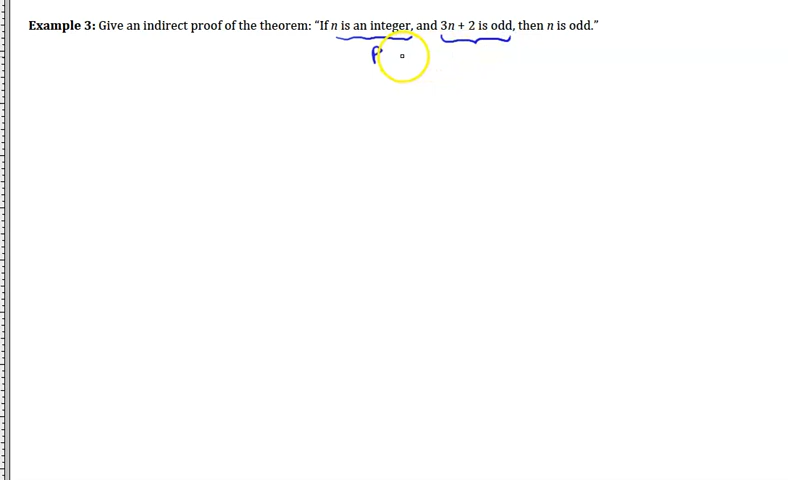 Example 3: Give an indirect proof of the theorem: “If n is an integer, and 3n + 2 is odd, then n is odd.”
P